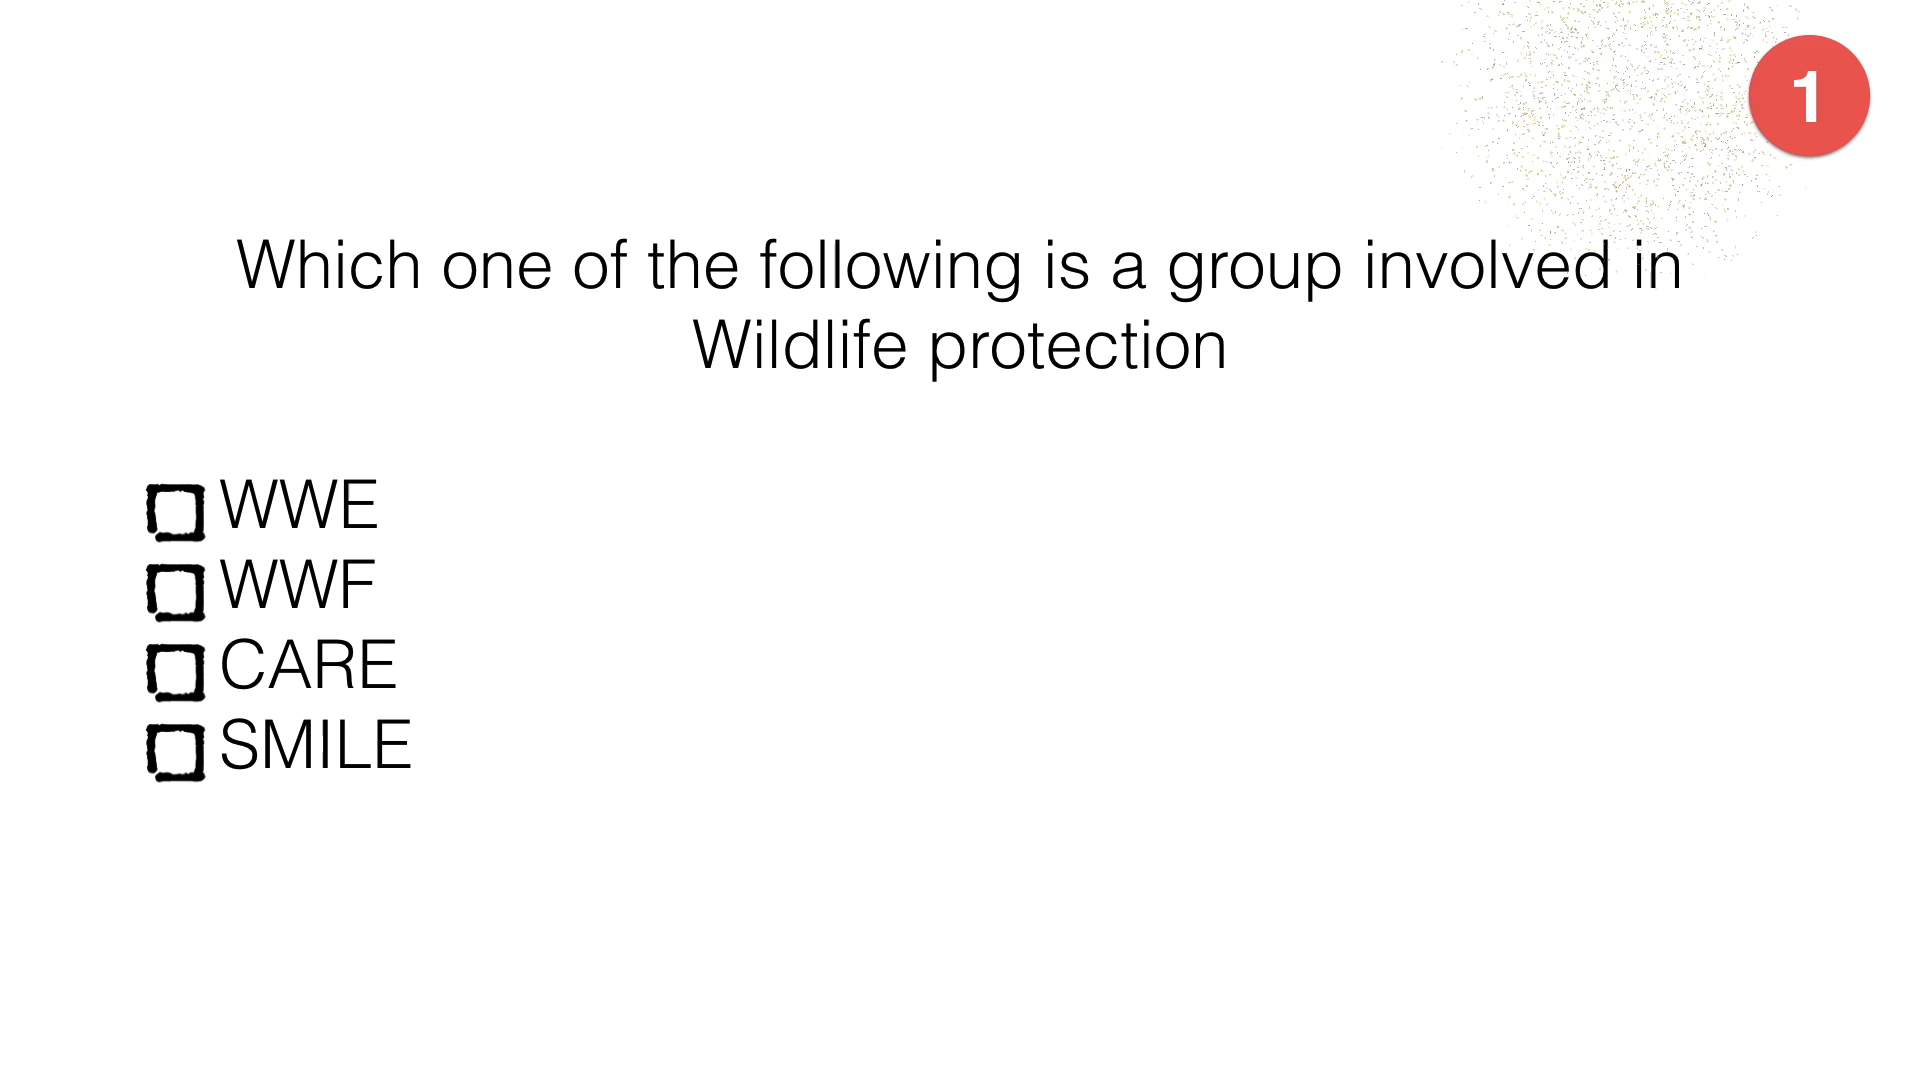 1
Which one of the following is a group involved in
Wildlife protection
WWE
WWF
CARE
SMILE